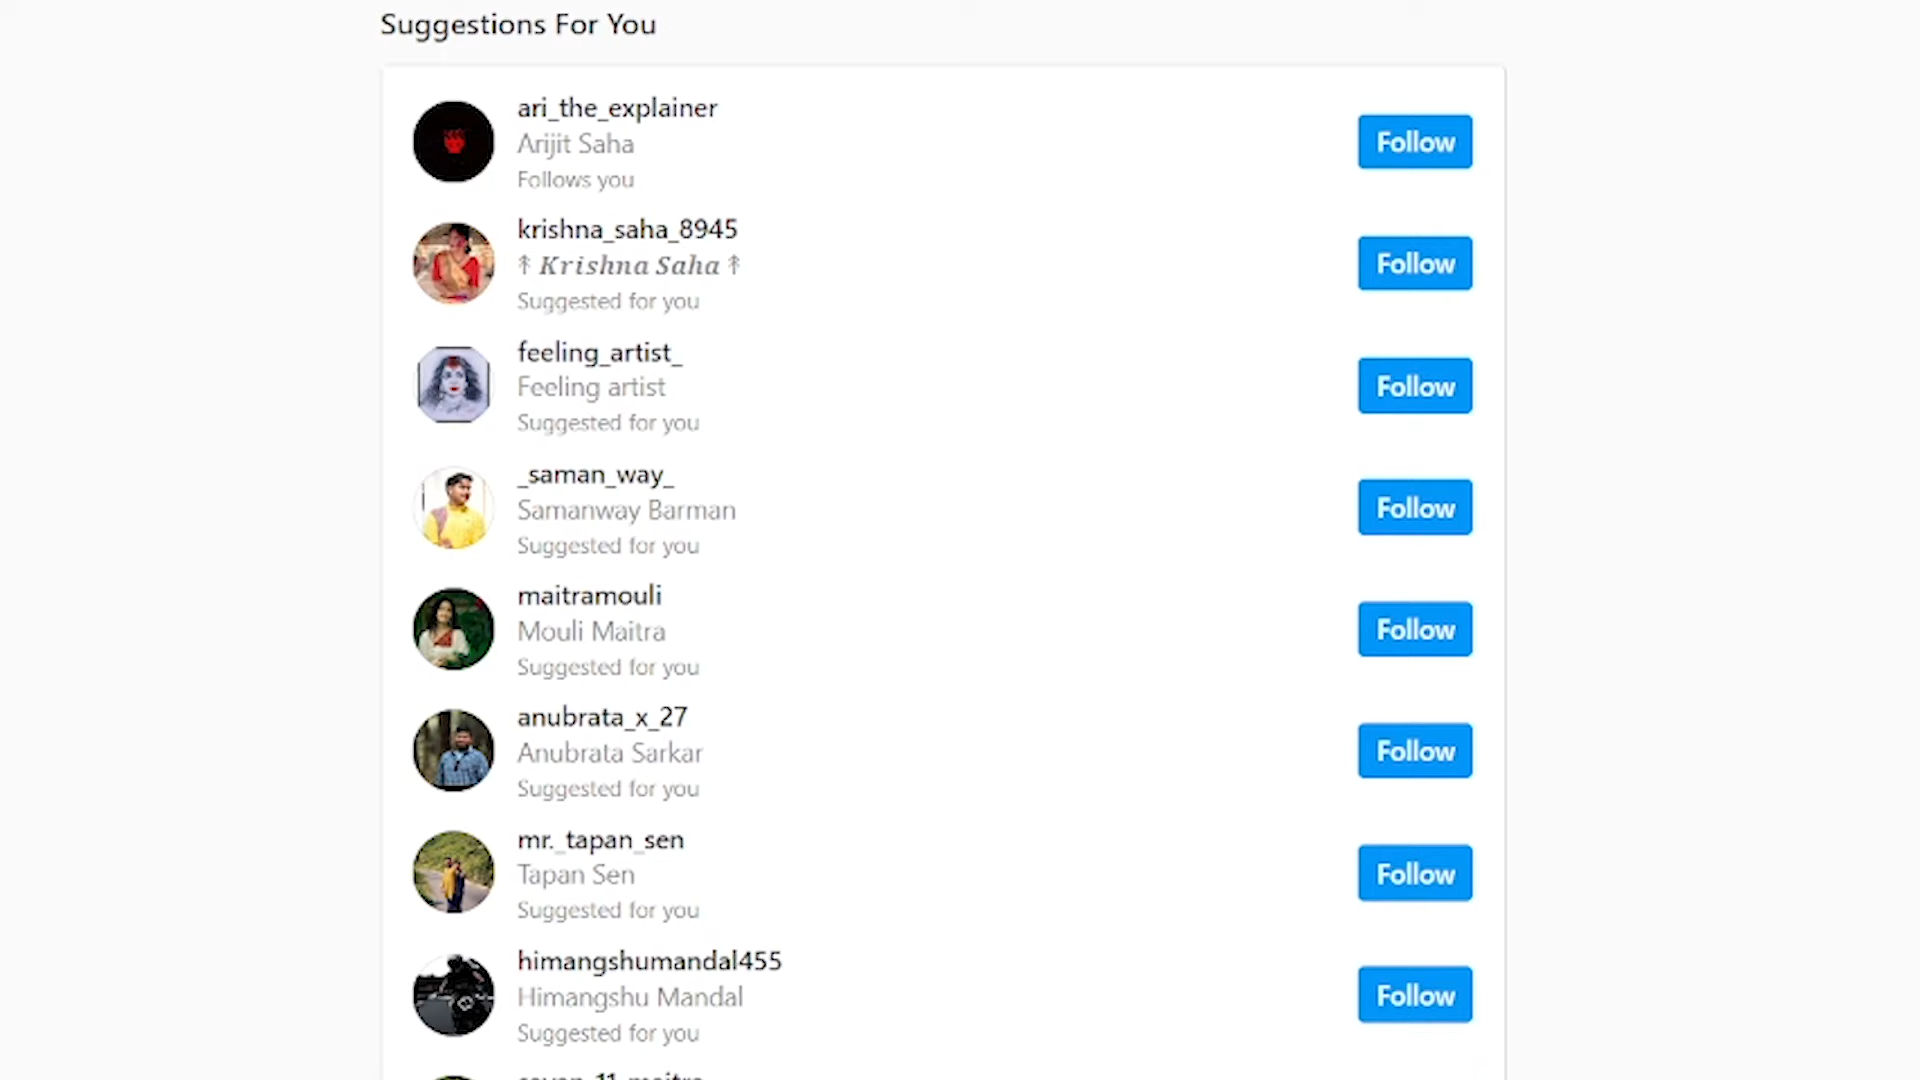 Suggestions For You
ari_the_explainer
Arijit Saha
Follows you
Follow
krishna_saha_8945
↟ 𝑲𝒓𝒊𝒔𝒉𝒏𝒂 𝑺𝒂𝒉𝒂 ↟
Suggested for you
Follow
feeling_artist_
Feeling artist
Suggested for you
Follow
_saman_way_
Samanway Barman
Suggested for you
Follow
maitramouli
Mouli Maitra
Suggested for you
Follow
anubrata_x_27
Anubrata Sarkar
Suggested for you
Follow
mr._tapan_sen
Tapan Sen
Suggested for you
Follow
himangshumandal455
Himangshu Mandal
Suggested for you
Follow